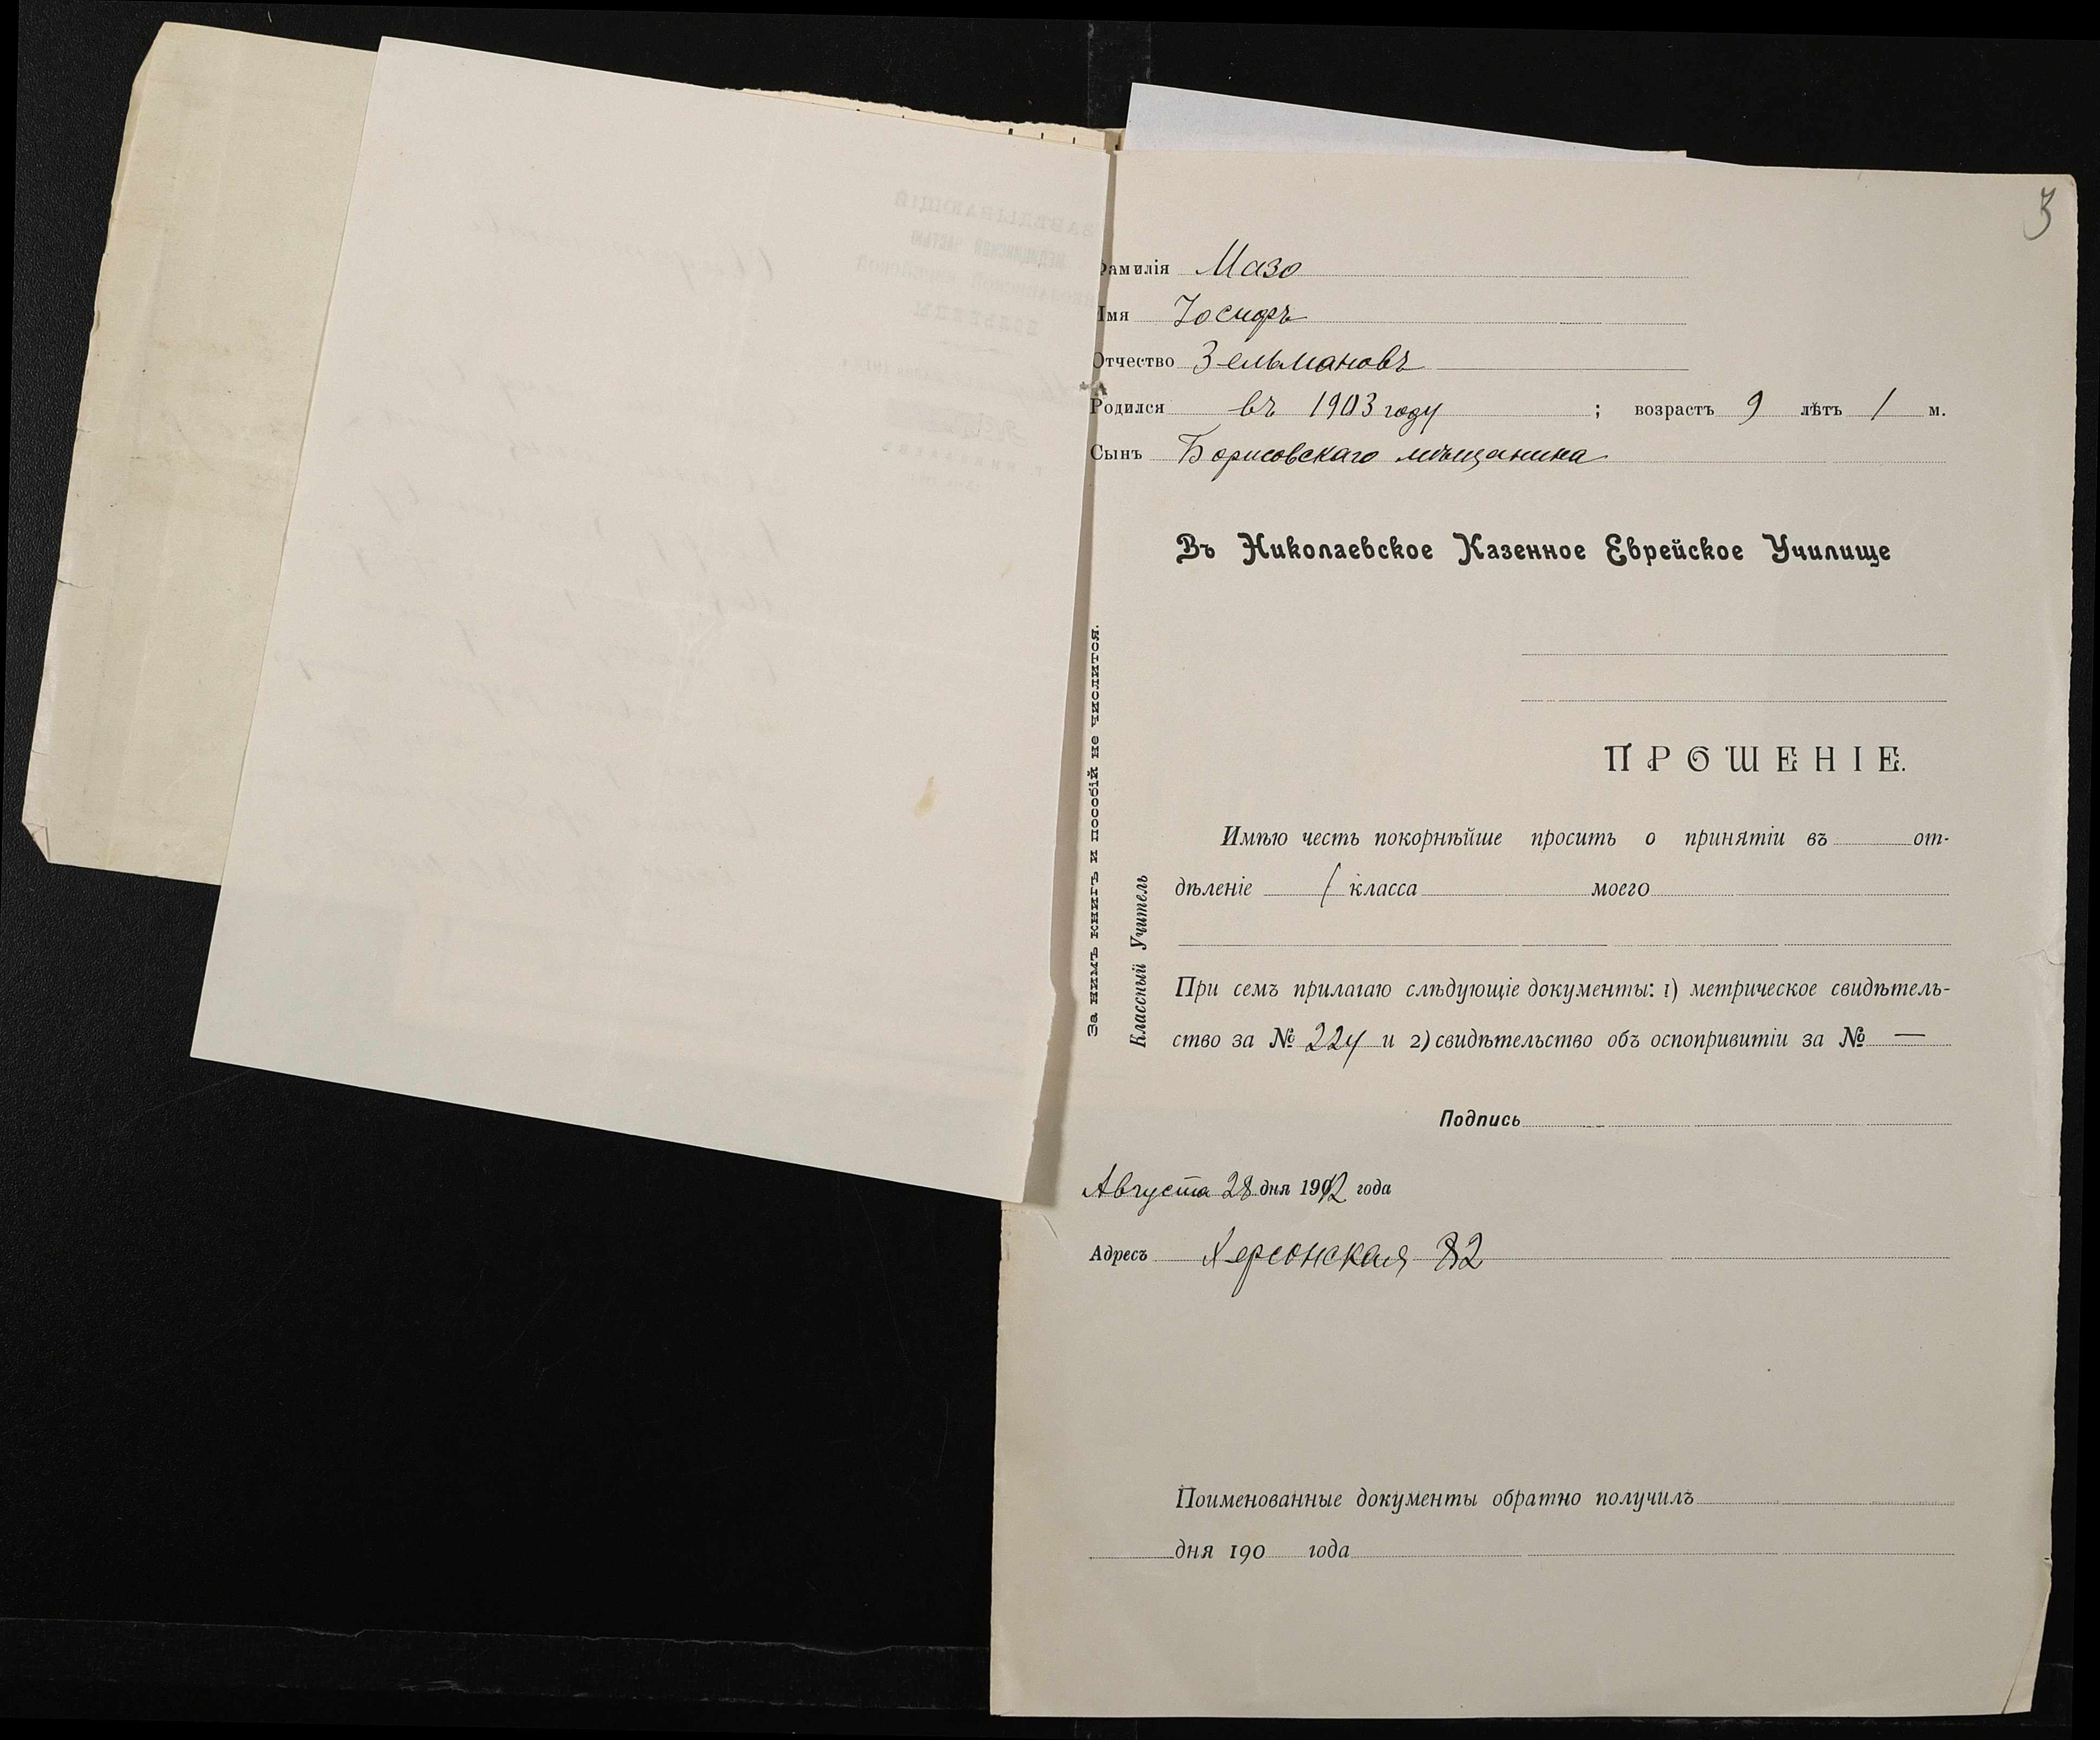 3
Фамилія Мазо
Имя Іосифъ
Отчество Зельмановъ
Родился въ 1903 году ; возрастъ 9 лѣтъ 1 м.
Сынъ Борисовскаго мѣщанина
Въ Николаевское Казенное Еврейское Училище
ПРОШЕНІЕ.
Имѣю честь покорнѣйше просить о принятіи въ от-
дѣленіе I класса моего
При семъ прилагаю слѣдующіе документы: 1) метрическое свидѣтель-
ство за № 224 и 2) свидѣтельство объ оспопривитіи за № —
Подпись
Августа 28 дня 1912 года
Адресъ Херсонская 82
Поименованные документы обратно получилъ
дня 190 года
За нимъ книгъ и пособій не числится.
Классный Учитель